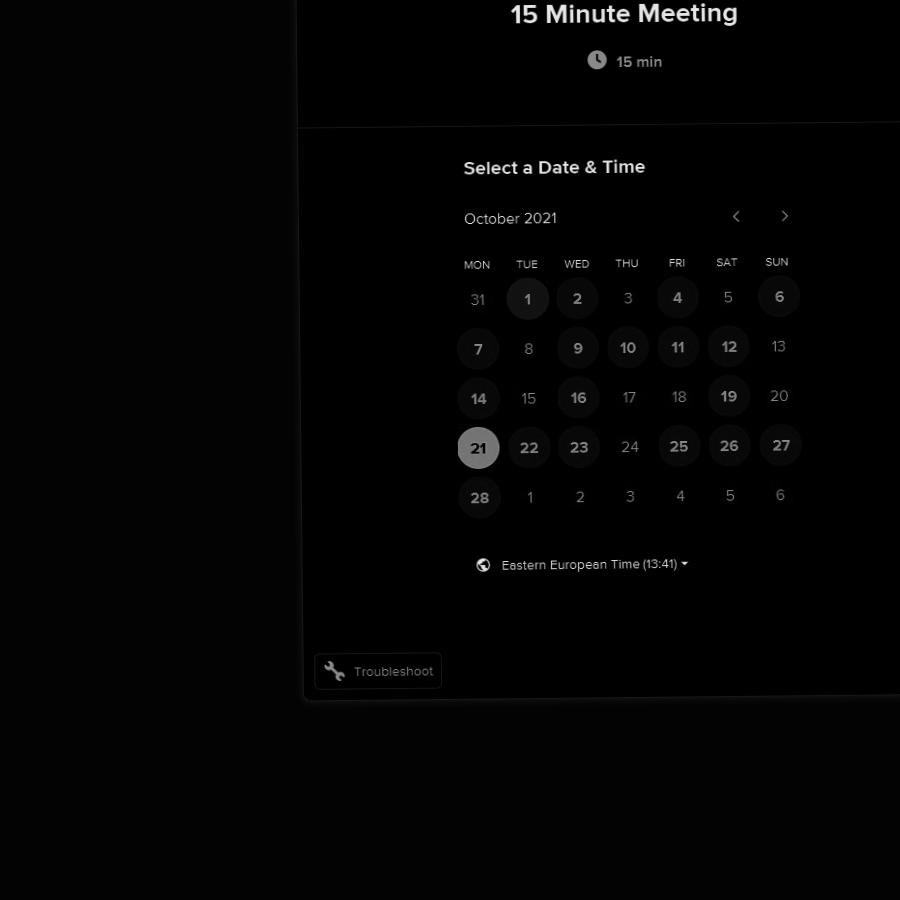 15 Minute Meeting
15 min
Select a Date & Time
October 2021
MON TUE WED THU FRI SAT SUN
31 1 2 3 4 5 6
7 8 9 10 11 12 13
14 15 16 17 18 19 20
21 22 23 24 25 26 27
28 1 2 3 4 5 6
Eastern European Time (13:41)
Troubleshoot